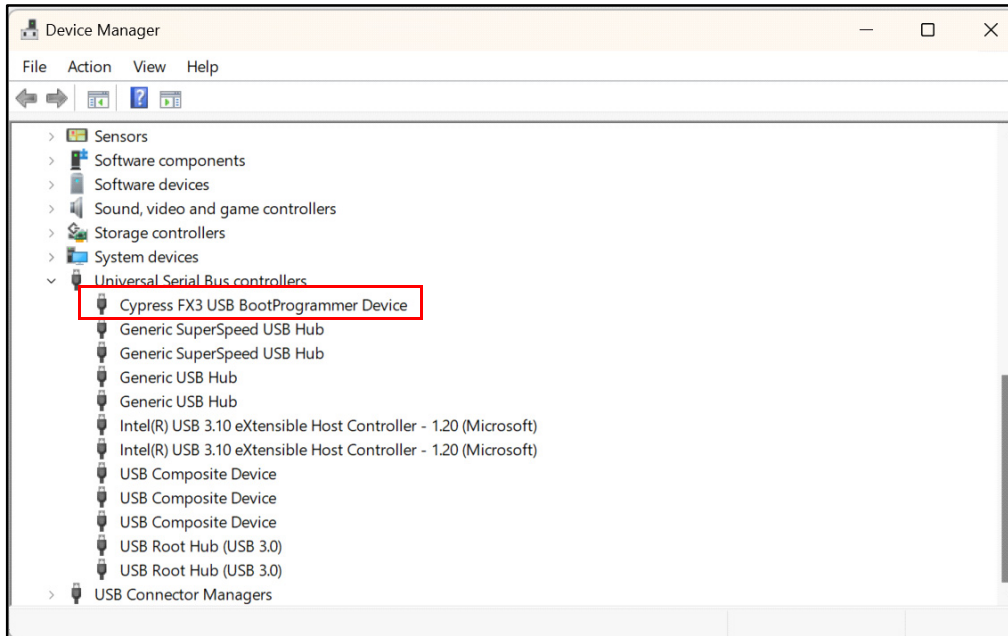 Device Manager
File Action View Help
Sensors
Software components
Software devices
Sound, video and game controllers
Storage controllers
System devices
Universal Serial Bus controllers
Cypress FX3 USB BootProgrammer Device
Generic SuperSpeed USB Hub
Generic SuperSpeed USB Hub
Generic USB Hub
Generic USB Hub
Intel(R) USB 3.10 eXtensible Host Controller - 1.20 (Microsoft)
Intel(R) USB 3.10 eXtensible Host Controller - 1.20 (Microsoft)
USB Composite Device
USB Composite Device
USB Composite Device
USB Root Hub (USB 3.0)
USB Root Hub (USB 3.0)
USB Connector Managers